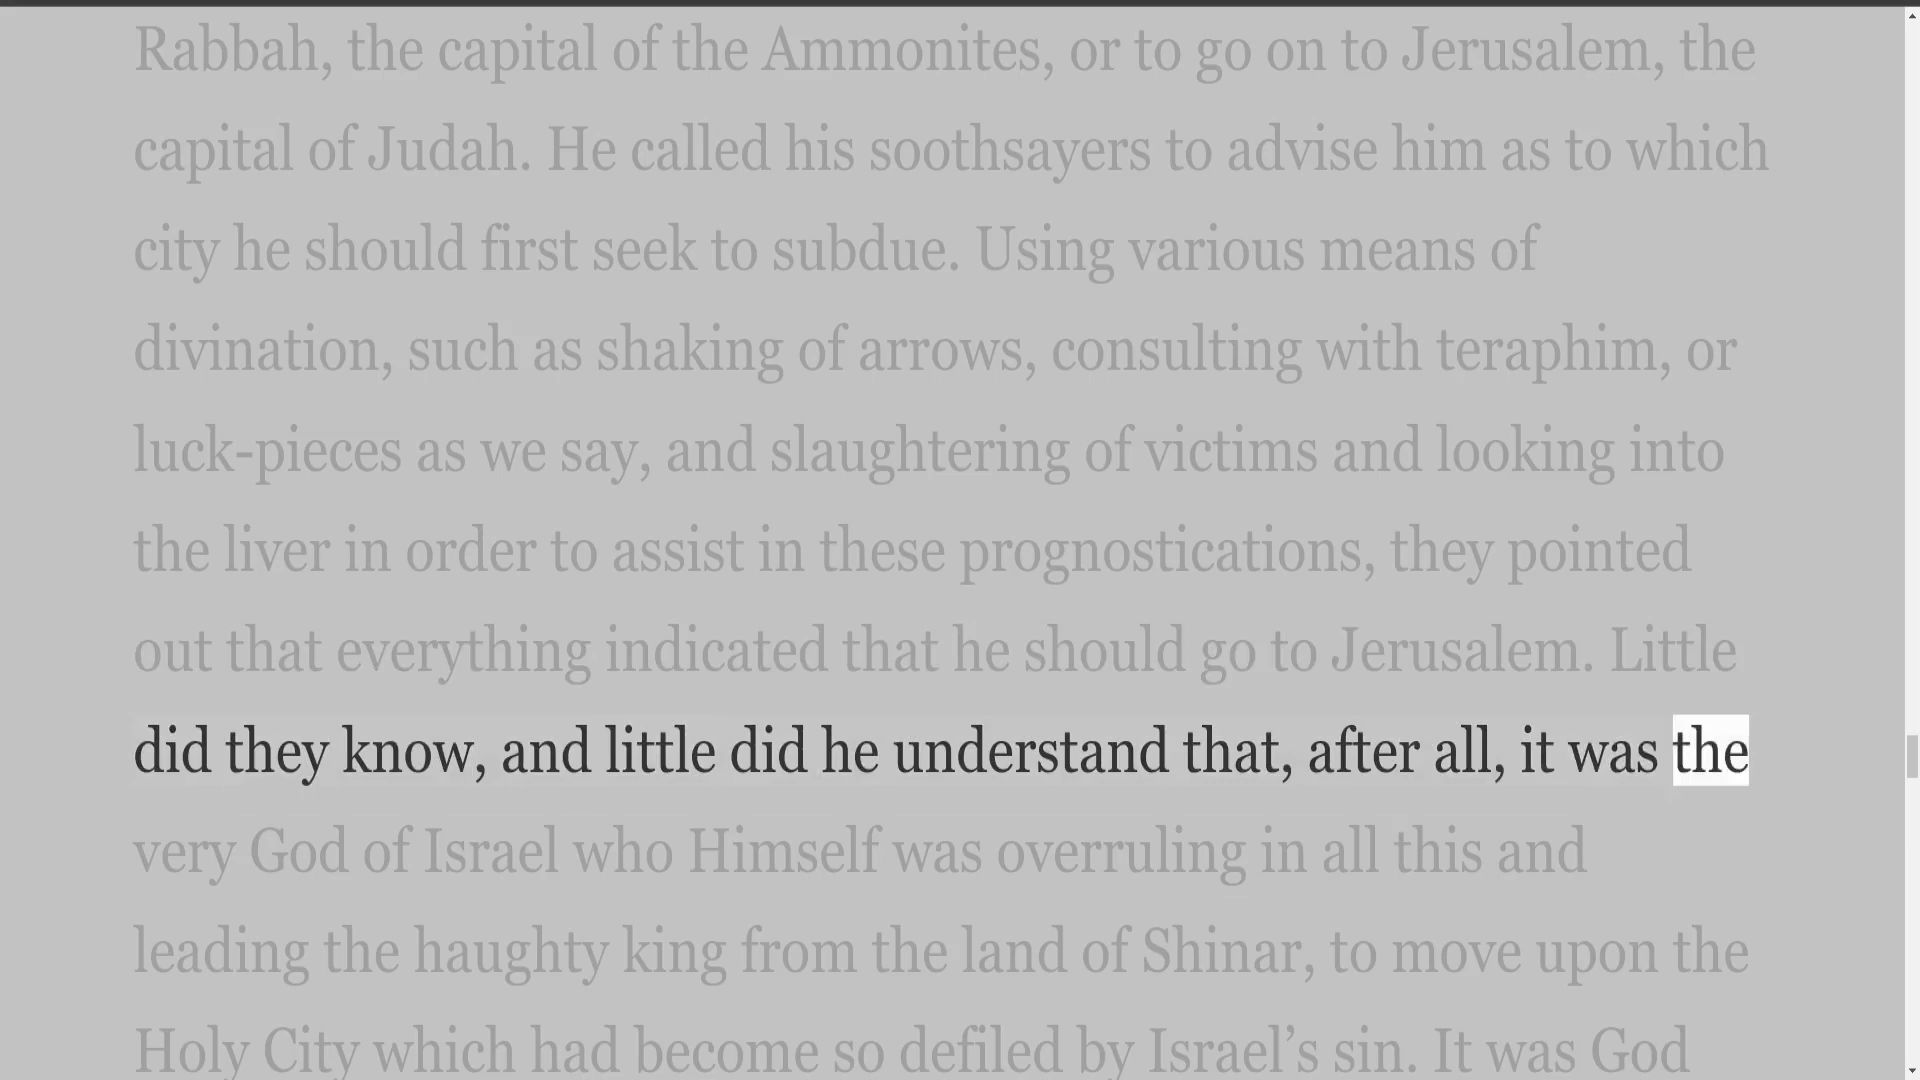 Rabbah, the capital of the Ammonites, or to go on to Jerusalem, the
capital of Judah. He called his soothsayers to advise him as to which
city he should first seek to subdue. Using various means of
divination, such as shaking of arrows, consulting with teraphim, or
luck-pieces as we say, and slaughtering of victims and looking into
the liver in order to assist in these prognostications, they pointed
out that everything indicated that he should go to Jerusalem. Little
did they know, and little did he understand that, after all, it was the
very God of Israel who Himself was overruling in all this and
leading the haughty king from the land of Shinar, to move upon the
Holy City which had become so defiled by Israel’s sin. It was God